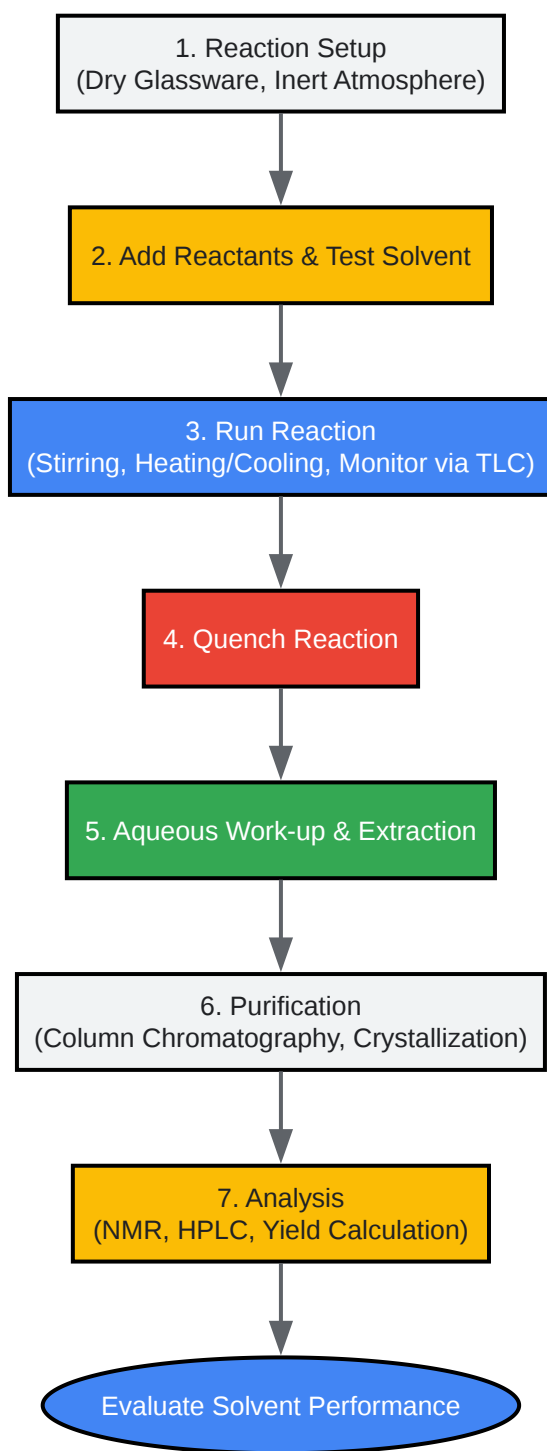 1. Reaction Setup
(Dry Glassware, Inert Atmosphere)
2. Add Reactants & Test Solvent
3. Run Reaction
(Stirring, Heating/Cooling, Monitor via TLC)
4. Quench Reaction
5. Aqueous Work-up & Extraction
6. Purification
(Column Chromatography, Crystallization)
7. Analysis
(NMR, HPLC, Yield Calculation)
Evaluate Solvent Performance